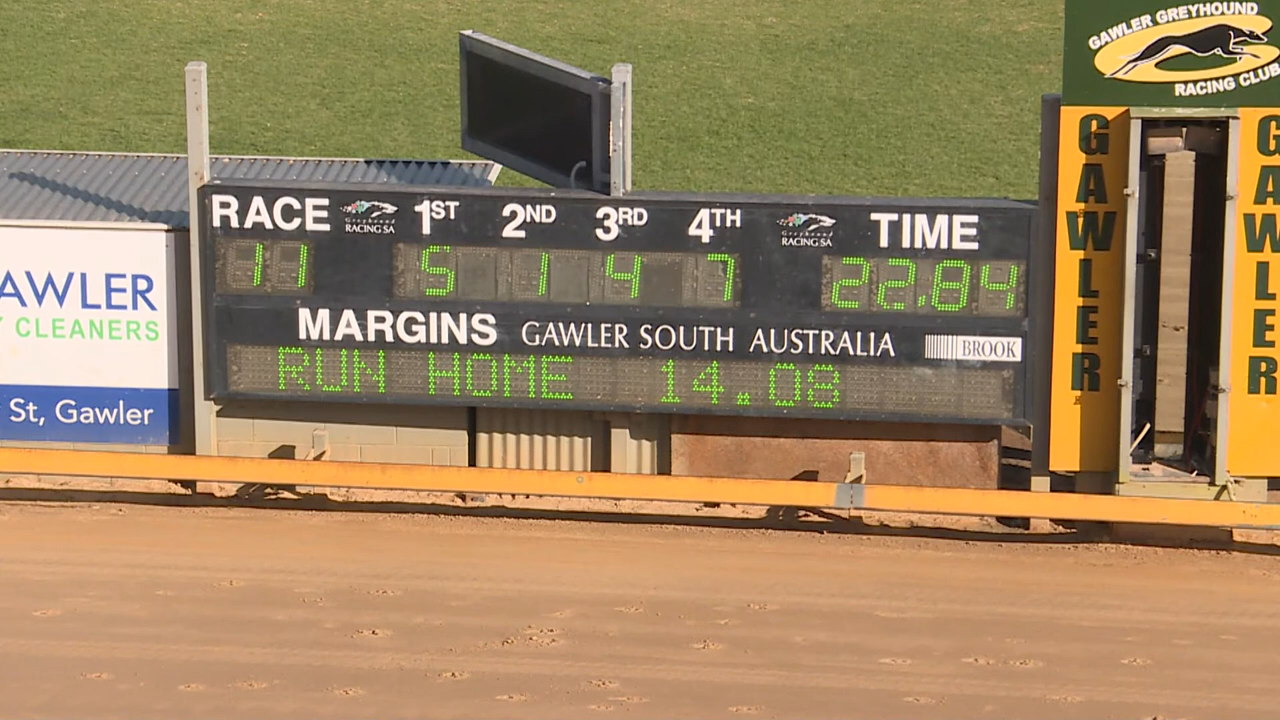 GAWLER GREYHOUND
RACING CLUB
RACE
Greyhound
RACING SA
1ST
2ND
3RD
4TH
Greyhound
RACING SA
TIME
11
5
1
4
7
22.84
MARGINS
GAWLER SOUTH AUSTRALIA
BROOK
RUN HOME 14.08
AWLER
CLEANERS
St, Gawler
GAWLER
GAWLER